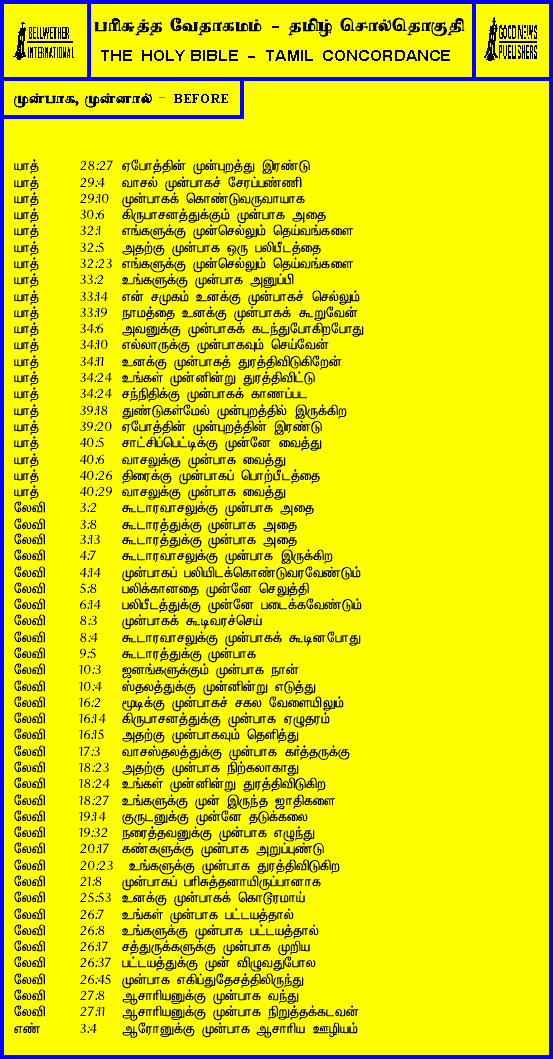 BELLWETHER INTERNATIONAL
பரிசுத்த வேதாகமம் - தமிழ் சொல்தொகுதி
THE HOLY BIBLE - TAMIL CONCORDANCE
GOOD NEWS PUBLISHERS
முன்பாக, முன்னால் - BEFORE
யாத் 28:27 ஏபோத்தின் முன்புறத்து இரண்டு
யாத் 29:4 வாசல் முன்பாகச் சேரப்பண்ணி
யாத் 29:10 முன்பாகக் கொண்டுவருவாயாக
யாத் 30:6 கிருபாசனத்துக்கும் முன்பாக அதை
யாத் 32:1 எங்களுக்கு முன்செல்லும் தெய்வங்களை
யாத் 32:5 அதற்கு முன்பாக ஒரு பலிபீடத்தை
யாத் 32:23 எங்களுக்கு முன்செல்லும் தெய்வங்களை
யாத் 33:2 உங்களுக்கு முன்பாக அனுப்பி
யாத் 33:14 என் சமுகம் உனக்கு முன்பாகச் செல்லும்
யாத் 33:19 நாமத்தை உனக்கு முன்பாகக் கூறுவேன்
யாத் 34:6 அவனுக்கு முன்பாகக் கடந்துபோகிறபோது
யாத் 34:10 எல்லாருக்கு முன்பாகவும் செய்வேன்
யாத் 34:11 உனக்கு முன்பாகத் துரத்திவிடுகிறேன்
யாத் 34:24 உங்கள் முன்னின்று துரத்திவிட்டு
யாத் 34:24 சந்நிதிக்கு முன்பாகக் காணப்பட
யாத் 39:18 துண்டுகள்மேல் முன்புறத்தில் இருக்கிற
யாத் 39:20 ஏபோத்தின் முன்புறத்தின் இரண்டு
யாத் 40:5 சாட்சிப்பெட்டிக்கு முன்னே வைத்து
யாத் 40:6 வாசலுக்கு முன்பாக வைத்து
யாத் 40:26 திரைக்கு முன்பாகப் பொற்பீடத்தை
யாத் 40:29 வாசலுக்கு முன்பாக வைத்து
லேவி 3:2 கூடாரவாசலுக்கு முன்பாக அதை
லேவி 3:8 கூடாரத்துக்கு முன்பாக அதை
லேவி 3:13 கூடாரத்துக்கு முன்பாக அதை
லேவி 4:7 கூடாரவாசலுக்கு முன்பாக இருக்கிற
லேவி 4:14 முன்பாகப் பலியிடக்கொண்டுவரவேண்டும்
லேவி 5:8 பலிக்கானதை முன்னே செலுத்தி
லேவி 6:14 பலிபீடத்துக்கு முன்னே படைக்கவேண்டும்
லேவி 8:3 முன்பாகக் கூடிவரச்செய்
லேவி 8:4 கூடாரவாசலுக்கு முன்பாகக் கூடினபோது
லேவி 9:5 கூடாரத்துக்கு முன்பாக
லேவி 10:3 ஜனங்களுக்கும் முன்பாக நான்
லேவி 10:4 ஸ்தலத்துக்கு முன்னின்று எடுத்து
லேவி 16:2 மூடிக்கு முன்பாகச் சகல வேளையிலும்
லேவி 16:14 கிருபாசனத்துக்கு முன்பாக ஏழுதரம்
லேவி 16:15 அதற்கு முன்பாகவும் தெளித்து
லேவி 17:3 வாசஸ்தலத்துக்கு முன்பாக கர்த்தருக்கு
லேவி 18:23 அதற்கு முன்பாக நிற்கலாகாது
லேவி 18:24 உங்கள் முன்னின்று துரத்திவிடுகிற
லேவி 18:27 உங்களுக்கு முன் இருந்த ஜாதிகளை
லேவி 19:14 குருடனுக்கு முன்னே தடுக்கலை
லேவி 19:32 நரைத்தவனுக்கு முன்பாக எழுந்து
லேவி 20:17 கண்களுக்கு முன்பாக அறுப்புண்டு
லேவி 20:23 உங்களுக்கு முன்பாக துரத்திவிடுகிற
லேவி 21:8 முன்பாகப் பரிசுத்தனாயிருப்பானாக
லேவி 25:53 உனக்கு முன்பாகக் கொடூரமாய்
லேவி 26:7 உங்கள் முன்பாக பட்டயத்தால்
லேவி 26:8 உங்களுக்கு முன்பாக பட்டயத்தால்
லேவி 26:17 சத்துருக்களுக்கு முன்பாக முறிய
லேவி 26:37 பட்டயத்துக்கு முன் விழுவதுபோல
லேவி 26:45 முன்பாக எகிப்துதேசத்திலிருந்து
லேவி 27:8 ஆசாரியனுக்கு முன்பாக வந்து
லேவி 27:11 ஆசாரியனுக்கு முன்பாக நிறுத்தக்கடவன்
எண் 3:4 ஆரோனுக்கு முன்பாக ஆசாரிய ஊழியம்